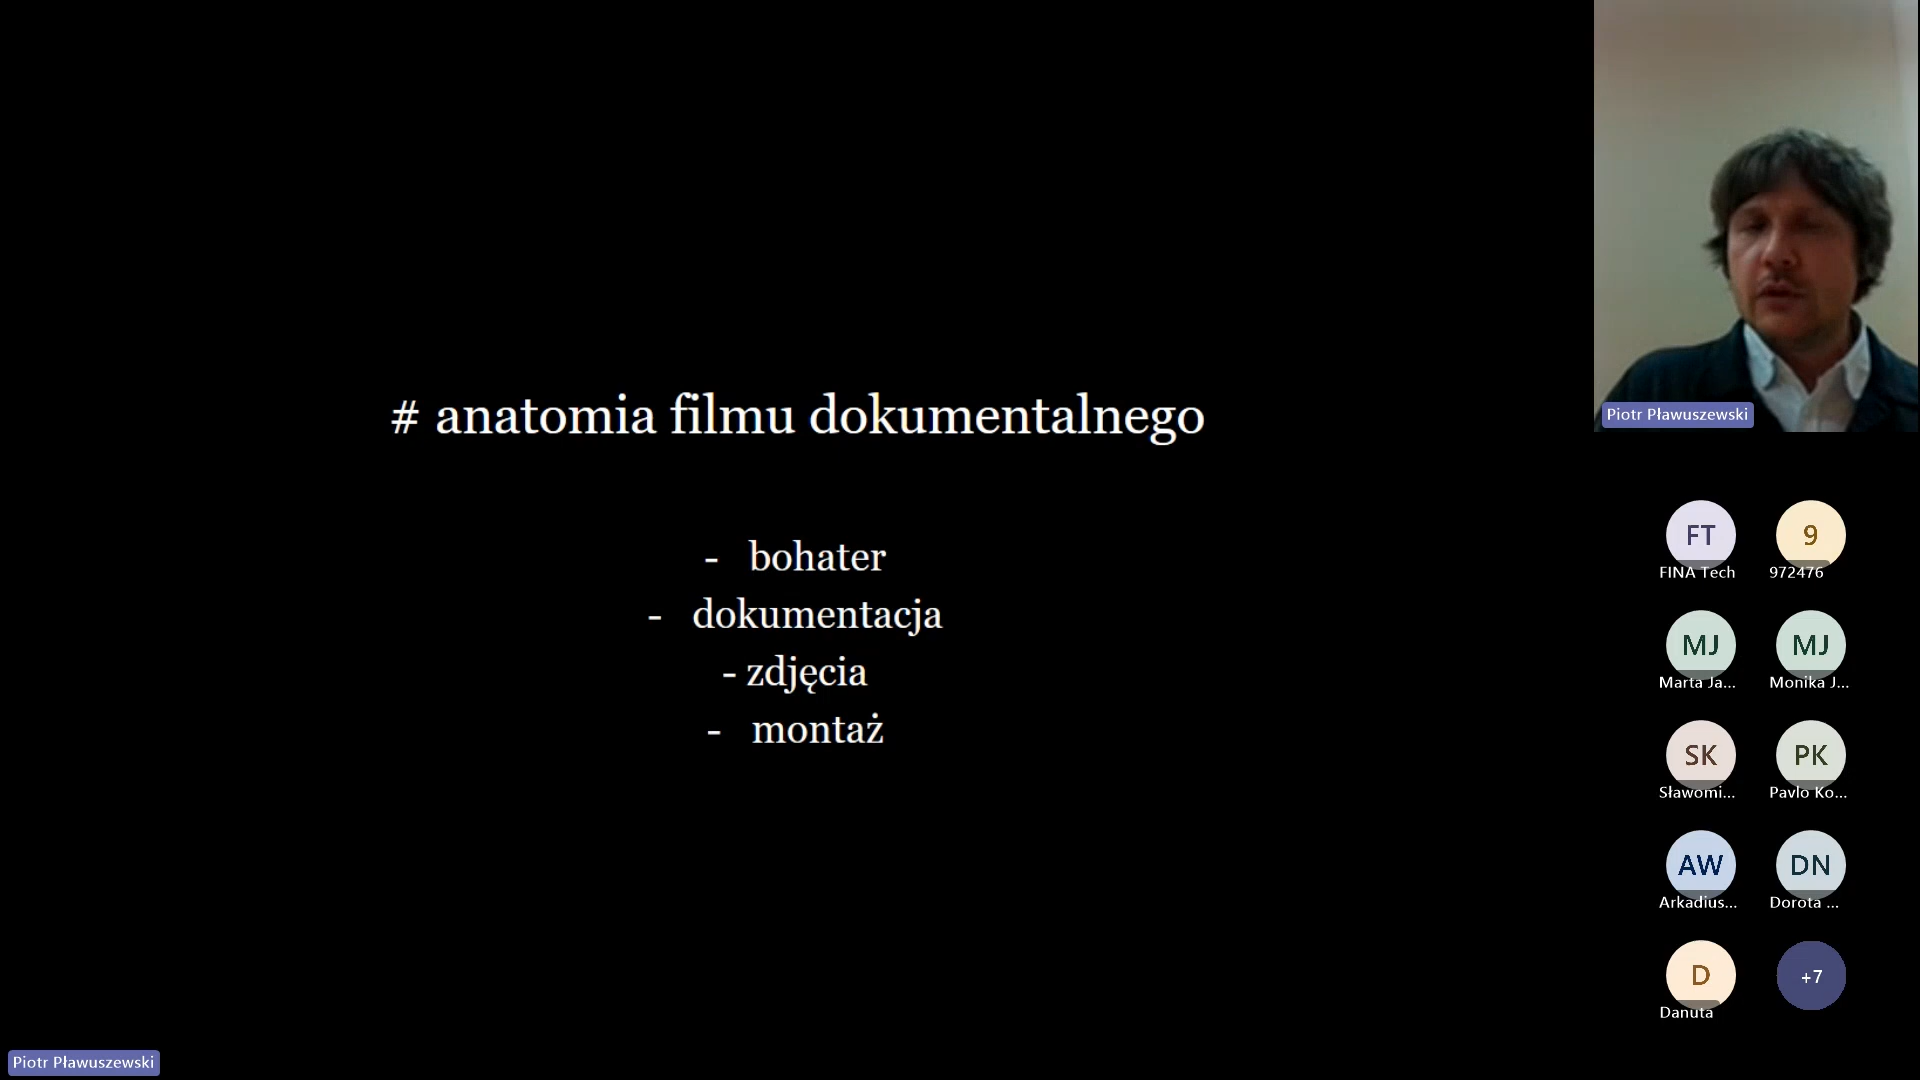 # anatomia filmu dokumentalnego
- bohater
- dokumentacja
- zdjęcia
- montaż
Piotr Pławuszewski
FT
FINA Tech
9
972476
MJ
Marta Ja...
MJ
Monika J...
SK
Sławomi...
PK
Pavlo Ko...
AW
Arkadius...
DN
Dorota ...
D
Danuta
+7
Piotr Pławuszewski